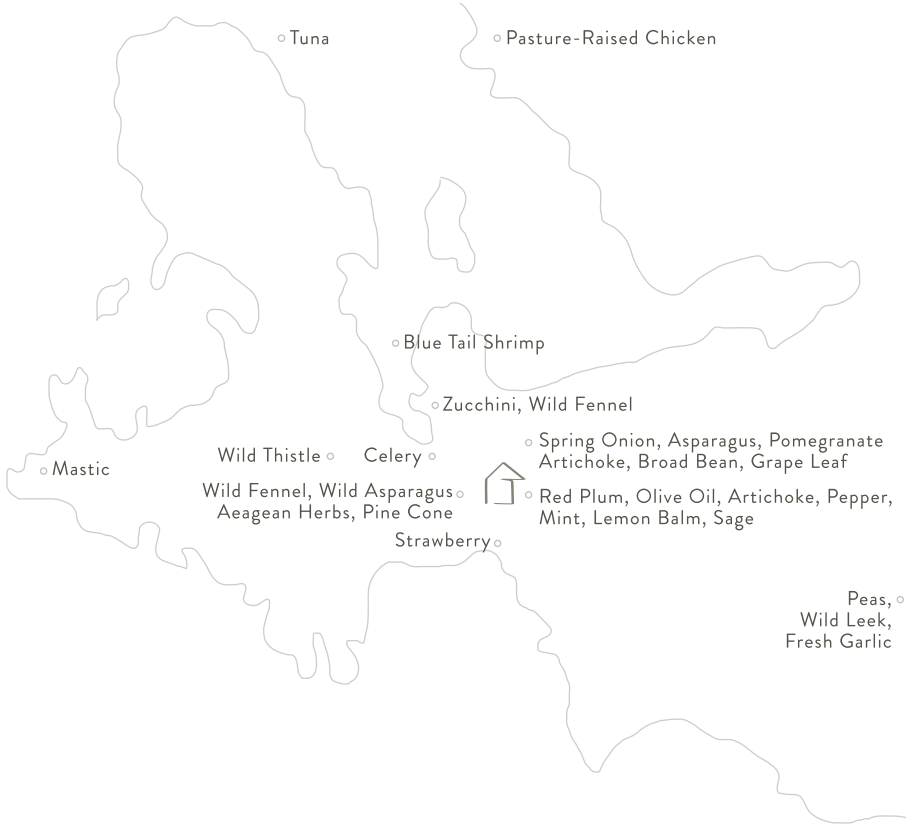 Tuna
Pasture-Raised Chicken
Blue Tail Shrimp
Zucchini, Wild Fennel
Spring Onion, Asparagus, Pomegranate
Artichoke, Broad Bean, Grape Leaf
Wild Thistle
Celery
Mastic
Wild Fennel, Wild Asparagus
Aeagean Herbs, Pine Cone
Red Plum, Olive Oil, Artichoke, Pepper,
Mint, Lemon Balm, Sage
Strawberry
Peas,
Wild Leek,
Fresh Garlic